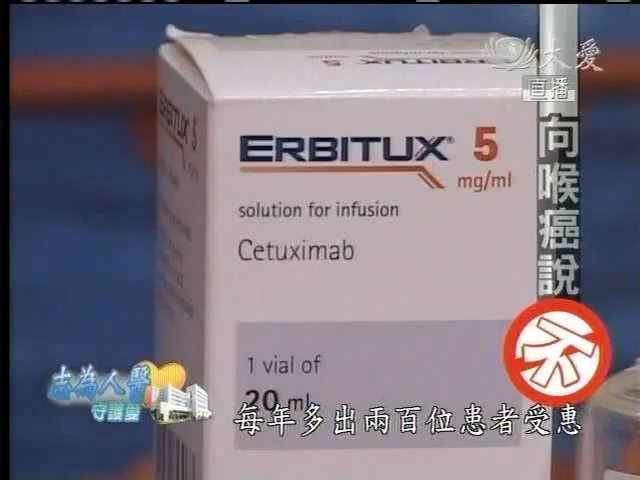 ERBITUX 5
ERBITUX® 5
mg/ml
solution for infusion
Cetuximab
1 vial of
20 ml
大愛
直播
向喉癌說
不
志為人醫
守護愛
每年多出兩百位患者受惠